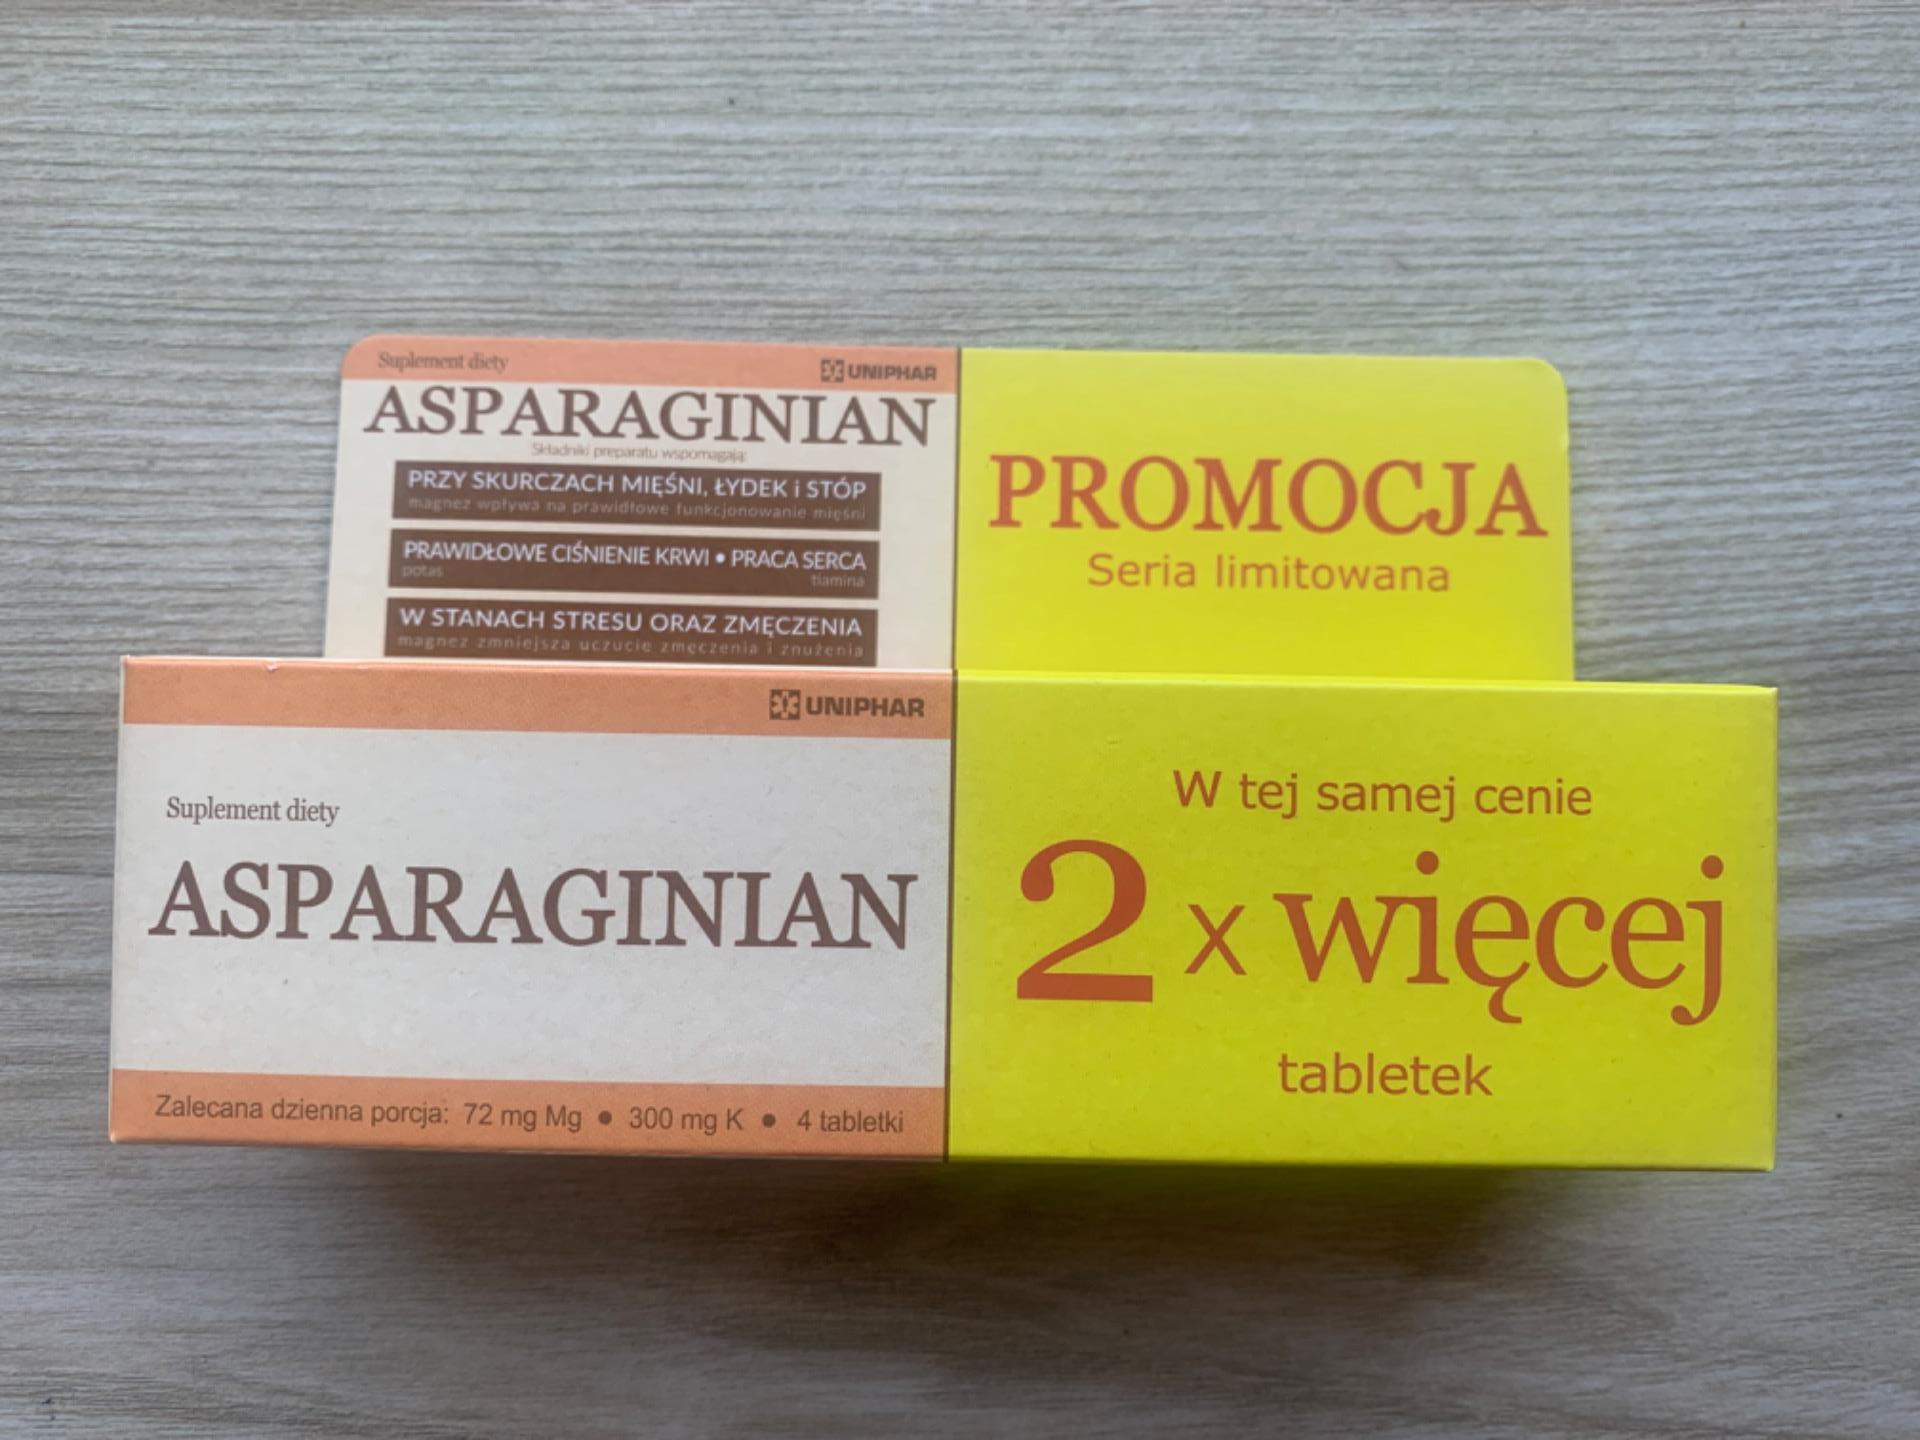 Suplement diety
UNIPHAR
ASPARAGINIAN
Składniki preparatu wspomagają:
PRZY SKURCZACH MIĘŚNI, ŁYDEK i STÓP
magnez wpływa na prawidłowe funkcjonowanie mięśni
PRAWIDŁOWE CIŚNIENIE KRWI • PRACA SERCA
potas
tiamina
W STANACH STRESU ORAZ ZMĘCZENIA
magnez zmniejsza uczucie zmęczenia i znużenia
PROMOCJA
Seria limitowana
UNIPHAR
Suplement diety
ASPARAGINIAN
Zalecana dzienna porcja: 72 mg Mg • 300 mg K • 4 tabletki
W tej samej cenie
2 x więcej
tabletek